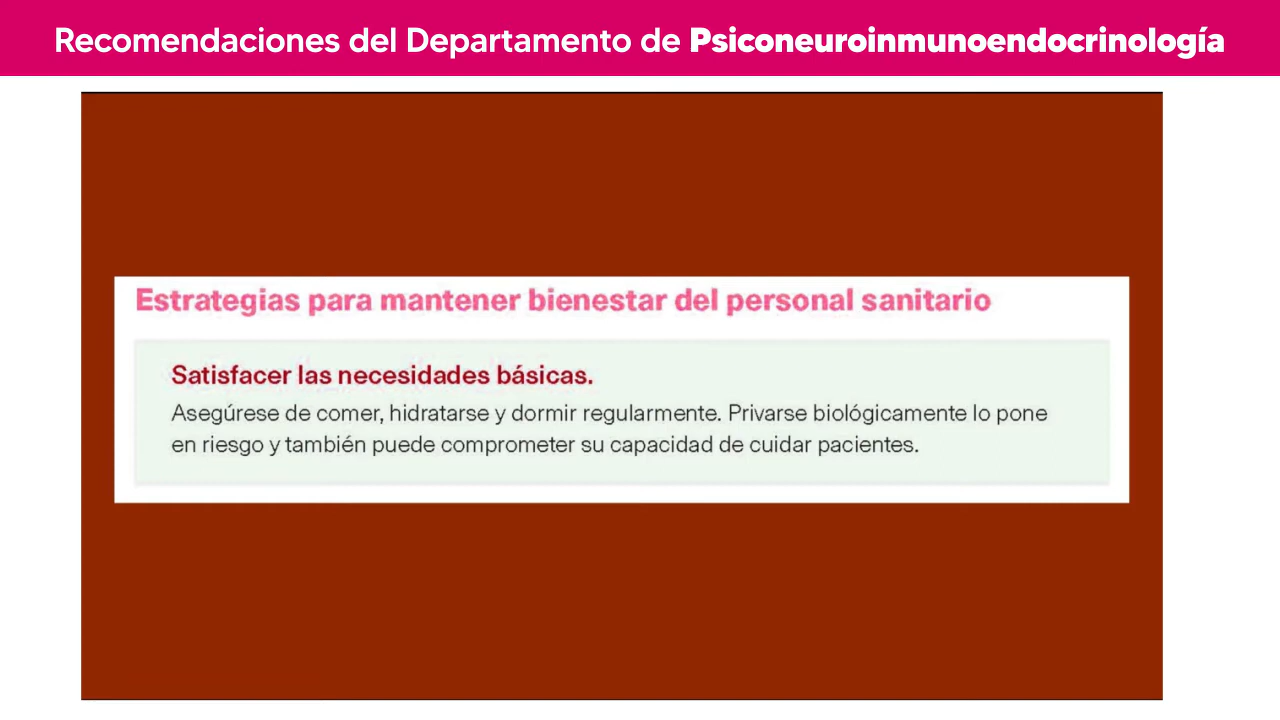 Recomendaciones del Departamento de Psiconeuroinmunoendocrinología
Estrategias para mantener bienestar del personal sanitario
Satisfacer las necesidades básicas.
Asegúrese de comer, hidratarse y dormir regularmente. Privarse biológicamente lo pone
en riesgo y también puede comprometer su capacidad de cuidar pacientes.